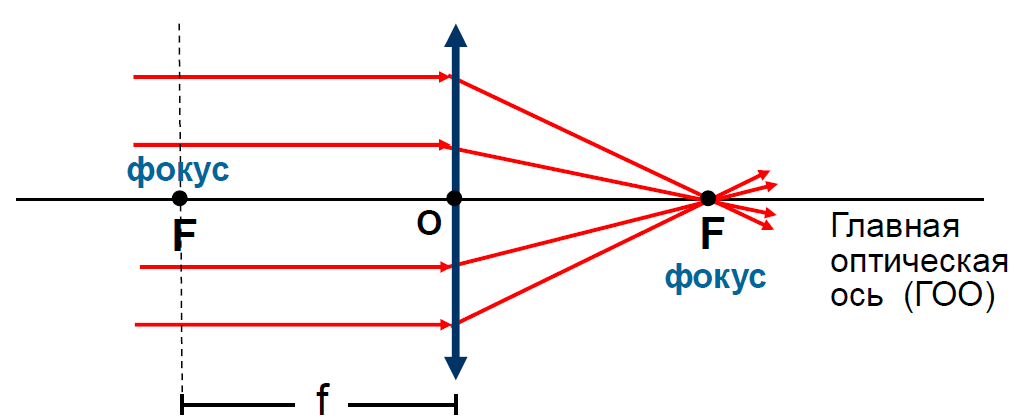 фокус
F
O
F
фокус
Главная
оптическая
ось (ГОО)
f